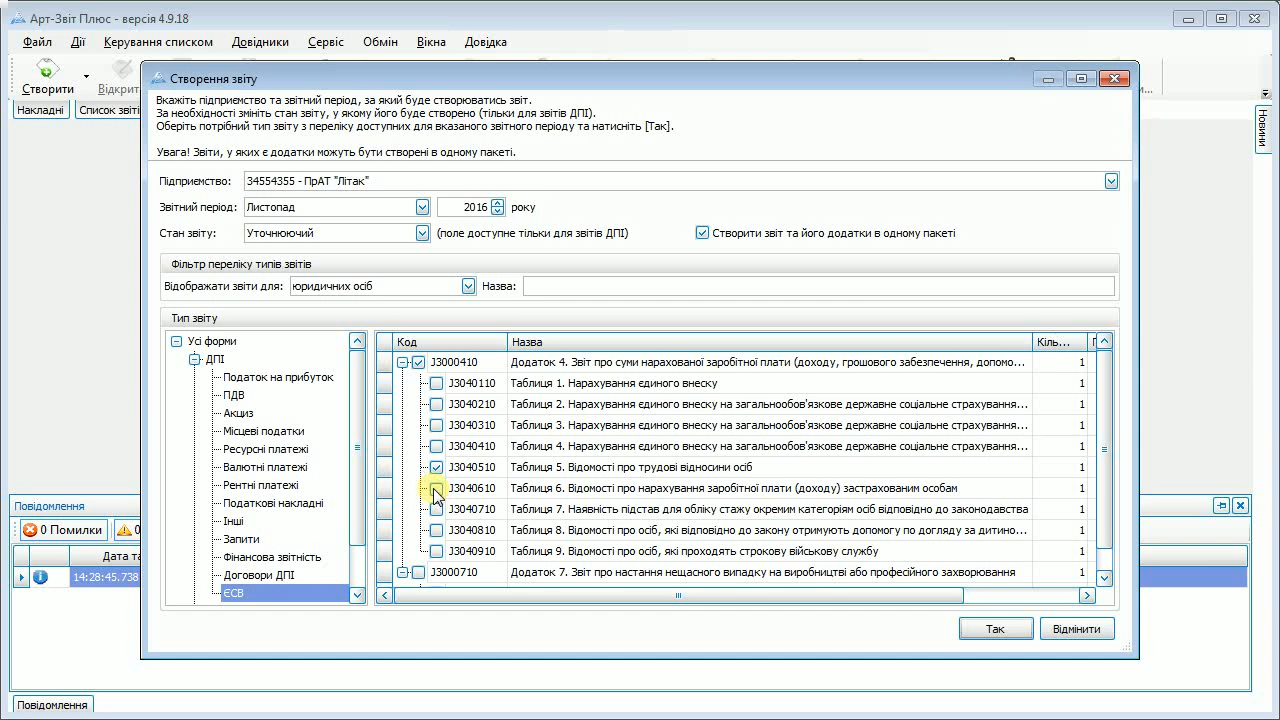 Арт-Звіт Плюс - версія 4.9.18
Файл Дії Керування списком Довідники Сервіс Обмін Вікна Довідка
Створити
Накладні
Новини
Створення звіту
Вкажіть підприємство та звітний період, за який буде створюватись звіт.
За необхідності змініть стан звіту, у якому його буде створено (тільки для звітів ДПІ).
Оберіть потрібний тип звіту з переліку доступних для вказаного звітного періоду та натисніть [Так].
Увага! Звіти, у яких є додатки можуть бути створені в одному пакеті.
Підприємство: 34554355 - ПрАТ "Літак"
Звітний період: Листопад 2016 року
Стан звіту: Уточнюючий (поле доступне тільки для звітів ДПІ) Створити звіт та його додатки в одному пакеті
Фільтр переліку типів звітів
Відображати звіти для: юридичних осіб Назва:
Тип звіту
Усі форми
ДПІ
Податок на прибуток
ПДВ
Акциз
Місцеві податки
Ресурсні платежі
Валютні платежі
Рентні платежі
Податкові накладні
Інші
Запити
Фінансова звітність
Договори ДПІ
ЄСВ
Код Назва Кіль...
J3000410 Додаток 4. Звіт про суми нарахованої заробітної плати (доходу, грошового забезпечення, допомо... 1
J3040110 Таблиця 1. Нарахування єдиного внеску 1
J3040210 Таблиця 2. Нарахування єдиного внеску на загальнообов'язкове державне соціальне страхування... 1
J3040310 Таблиця 3. Нарахування єдиного внеску на загальнообов'язкове державне соціальне страхування... 1
J3040410 Таблиця 4. Нарахування єдиного внеску на загальнообов'язкове державне соціальне страхування... 1
J3040510 Таблиця 5. Відомості про трудові відносини осіб 1
J3040610 Таблиця 6. Відомості про нарахування заробітної плати (доходу) застрахованим особам 1
J3040710 Таблиця 7. Наявність підстав для обліку стажу окремим категоріям осіб відповідно до законодавства 1
J3040810 Таблиця 8. Відомості про осіб, які відповідно до закону отримують допомогу по догляду за дитино... 1
J3040910 Таблиця 9. Відомості про осіб, які проходять строкову військову службу 1
J3000710 Додаток 7. Звіт про настання нещасного випадку на виробництві або професійного захворювання 1
Так Відмінити
Повідомлення
0 Помилки 0
14:28:45.738
Повідомлення